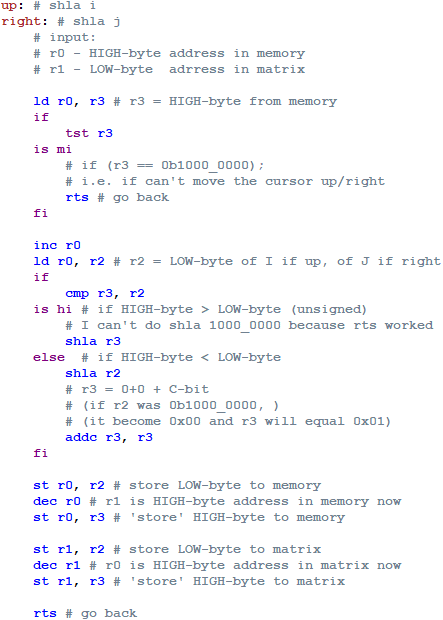 up: # shla i
right: # shla j
# input:
# r0 - HIGH-byte address in memory
# r1 - LOW-byte adrress in matrix
ld r0, r3 # r3 = HIGH-byte from memory
if
tst r3
is mi
# if (r3 == 0b1000_0000);
# i.e. if can't move the cursor up/right
rts # go back
fi
inc r0
ld r0, r2 # r2 = LOW-byte of I if up, of J if right
if
cmp r3, r2
is hi # if HIGH-byte > LOW-byte (unsigned)
# I can't do shla 1000_0000 because rts worked
shla r3
else # if HIGH-byte < LOW-byte
shla r2
# r3 = 0+0 + C-bit
# (if r2 was 0b1000_0000, )
# (it become 0x00 and r3 will equal 0x01)
addc r3, r3
fi
st r0, r2 # store LOW-byte to memory
dec r0 # r1 is HIGH-byte address in memory now
st r0, r3 # 'store' HIGH-byte to memory
st r1, r2 # store LOW-byte to matrix
dec r1 # r0 is HIGH-byte address in matrix now
st r1, r3 # 'store' HIGH-byte to matrix
rts # go back